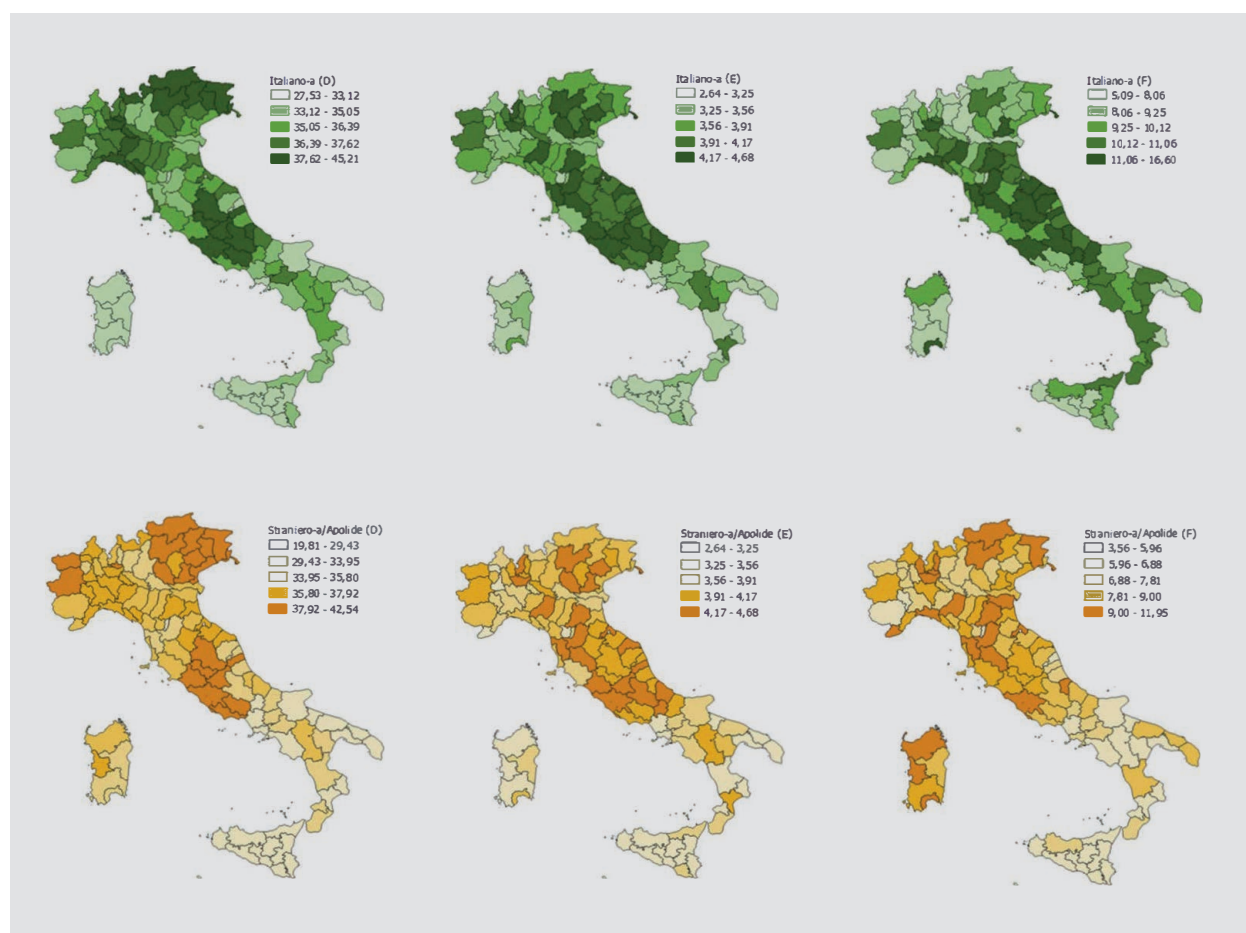 Italiano-a (D)
27,53 - 33,12
33,12 - 35,05
35,05 - 36,39
36,39 - 37,62
37,62 - 45,21
Italiano-a (E)
2,64 - 3,25
3,25 - 3,56
3,56 - 3,91
3,91 - 4,17
4,17 - 4,68
Italiano-a (F)
5,09 - 8,06
8,06 - 9,25
9,25 - 10,12
10,12 - 11,06
11,06 - 16,60
Straniero-a/Apolide (D)
19,81 - 29,43
29,43 - 33,95
33,95 - 35,80
35,80 - 37,92
37,92 - 42,54
Straniero-a/Apolide (E)
2,64 - 3,25
3,25 - 3,56
3,56 - 3,91
3,91 - 4,17
4,17 - 4,68
Straniero-a/Apolide (F)
3,56 - 5,96
5,96 - 6,88
6,88 - 7,81
7,81 - 9,00
9,00 - 11,95